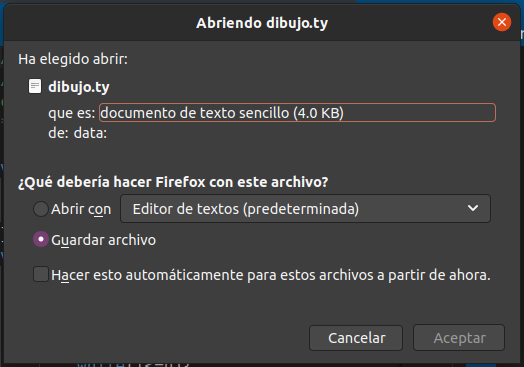 Abriendo dibujo.ty
Ha elegido abrir:
dibujo.ty
que es: documento de texto sencillo (4.0 KB)
de: data:
¿Qué debería hacer Firefox con este archivo?
Abrir con Editor de textos (predeterminada)
Guardar archivo
Hacer esto automáticamente para estos archivos a partir de ahora.
Cancelar Aceptar